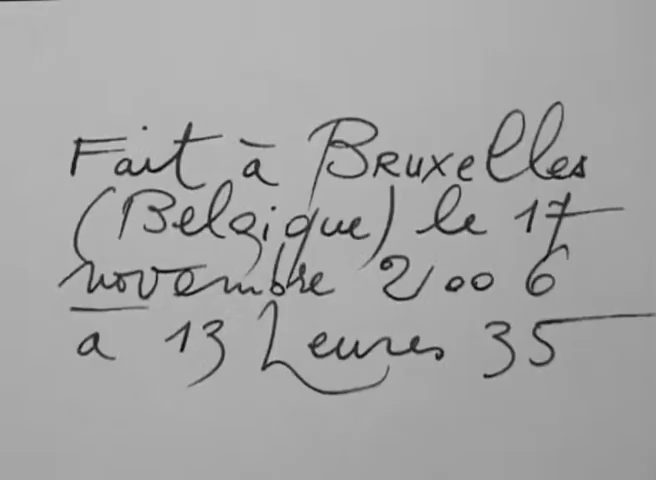 Fait à Bruxelles
(Belgique) le 17
novembre 2006
à 13 heures 35